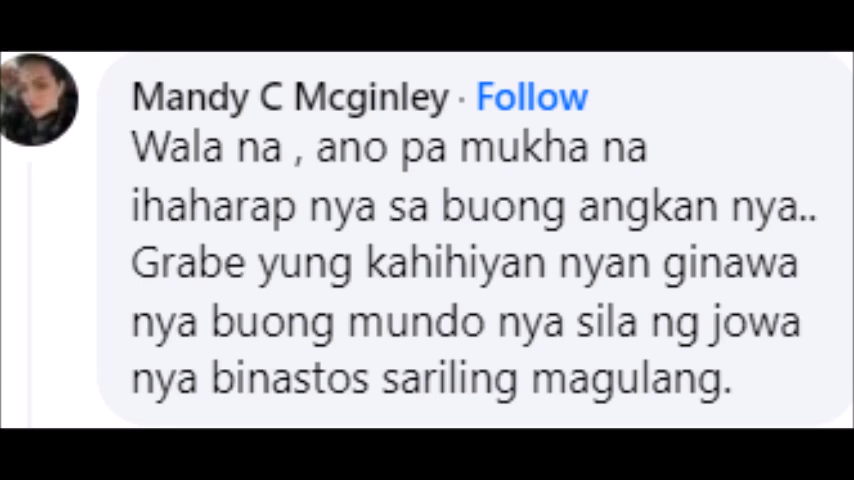 Mandy C Mcginley · Follow
Wala na , ano pa mukha na
ihaharap nya sa buong angkan nya..
Grabe yung kahihiyan nyan ginawa
nya buong mundo nya sila ng jowa
nya binastos sariling magulang.